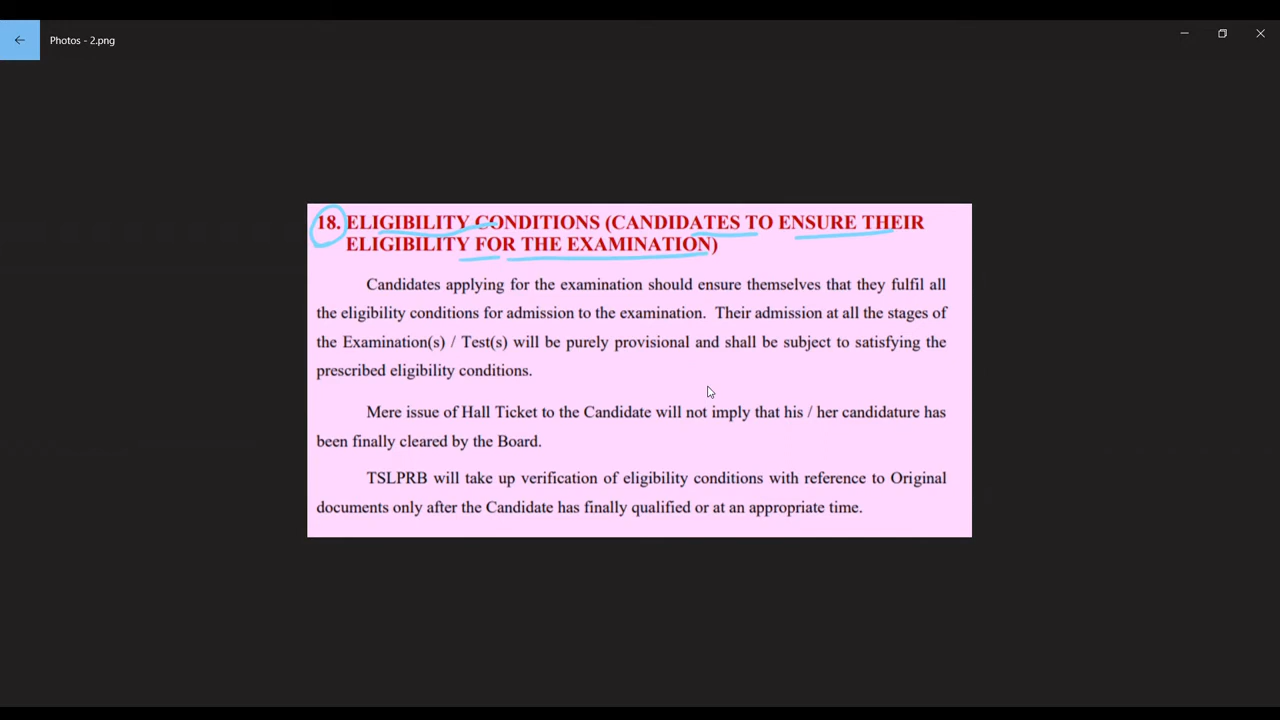 Photos - 2.png
18. ELIGIBILITY CONDITIONS (CANDIDATES TO ENSURE THEIR
ELIGIBILITY FOR THE EXAMINATION)
Candidates applying for the examination should ensure themselves that they fulfil all
the eligibility conditions for admission to the examination. Their admission at all the stages of
the Examination(s) / Test(s) will be purely provisional and shall be subject to satisfying the
prescribed eligibility conditions.
Mere issue of Hall Ticket to the Candidate will not imply that his / her candidature has
been finally cleared by the Board.
TSLPRB will take up verification of eligibility conditions with reference to Original
documents only after the Candidate has finally qualified or at an appropriate time.